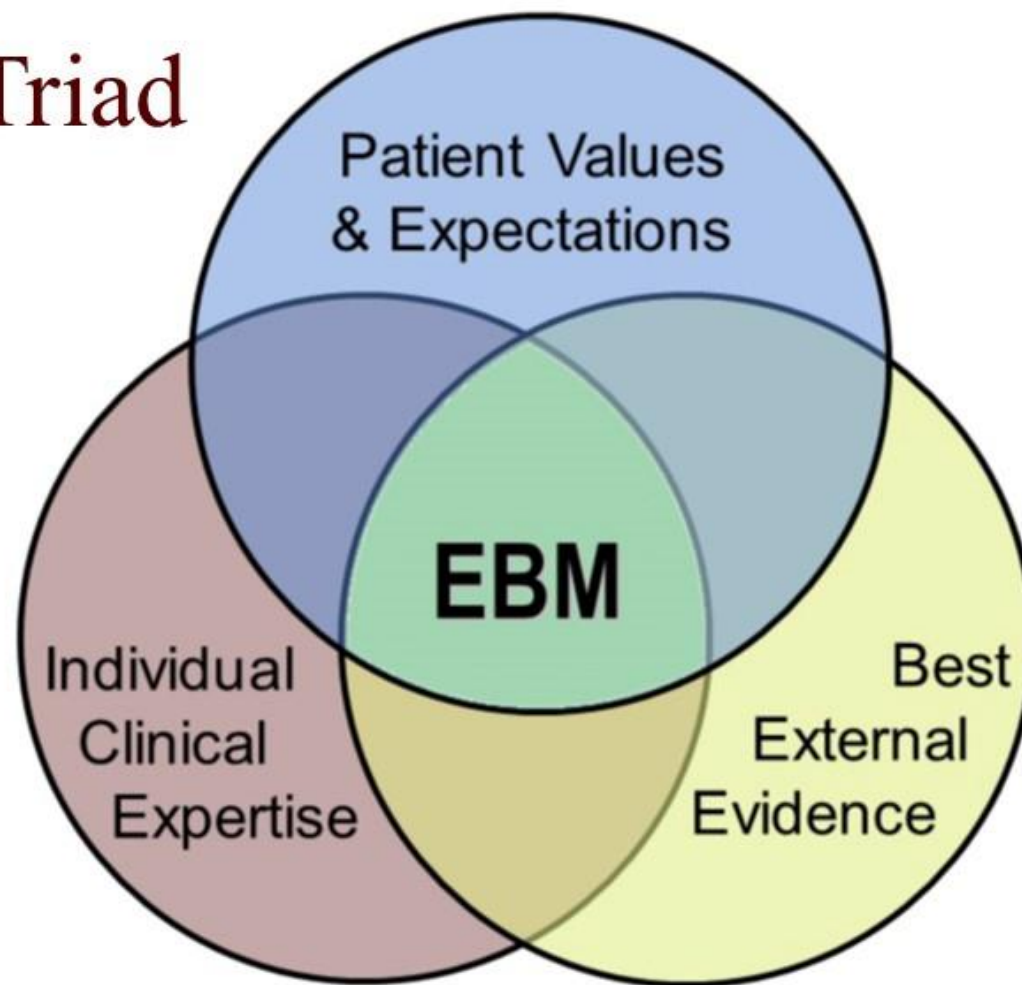 Triad
Patient Values
& Expectations
EBM
Individual
Clinical
Expertise
Best
External
Evidence